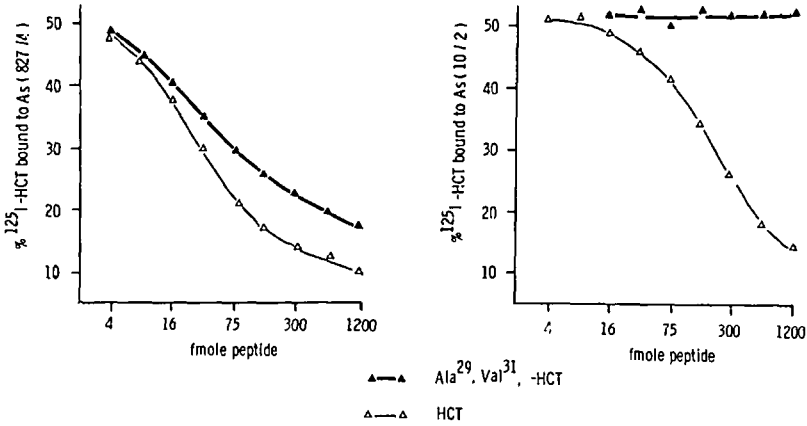 % 125I-HCT bound to As (827/4)
50
40
30
20
10
4 16 75 300 1200
fmole peptide
% 125I-HCT bound to As (10/2)
50
40
30
20
10
4 16 75 300 1200
fmole peptide
Ala29, Val31, -HCT
HCT